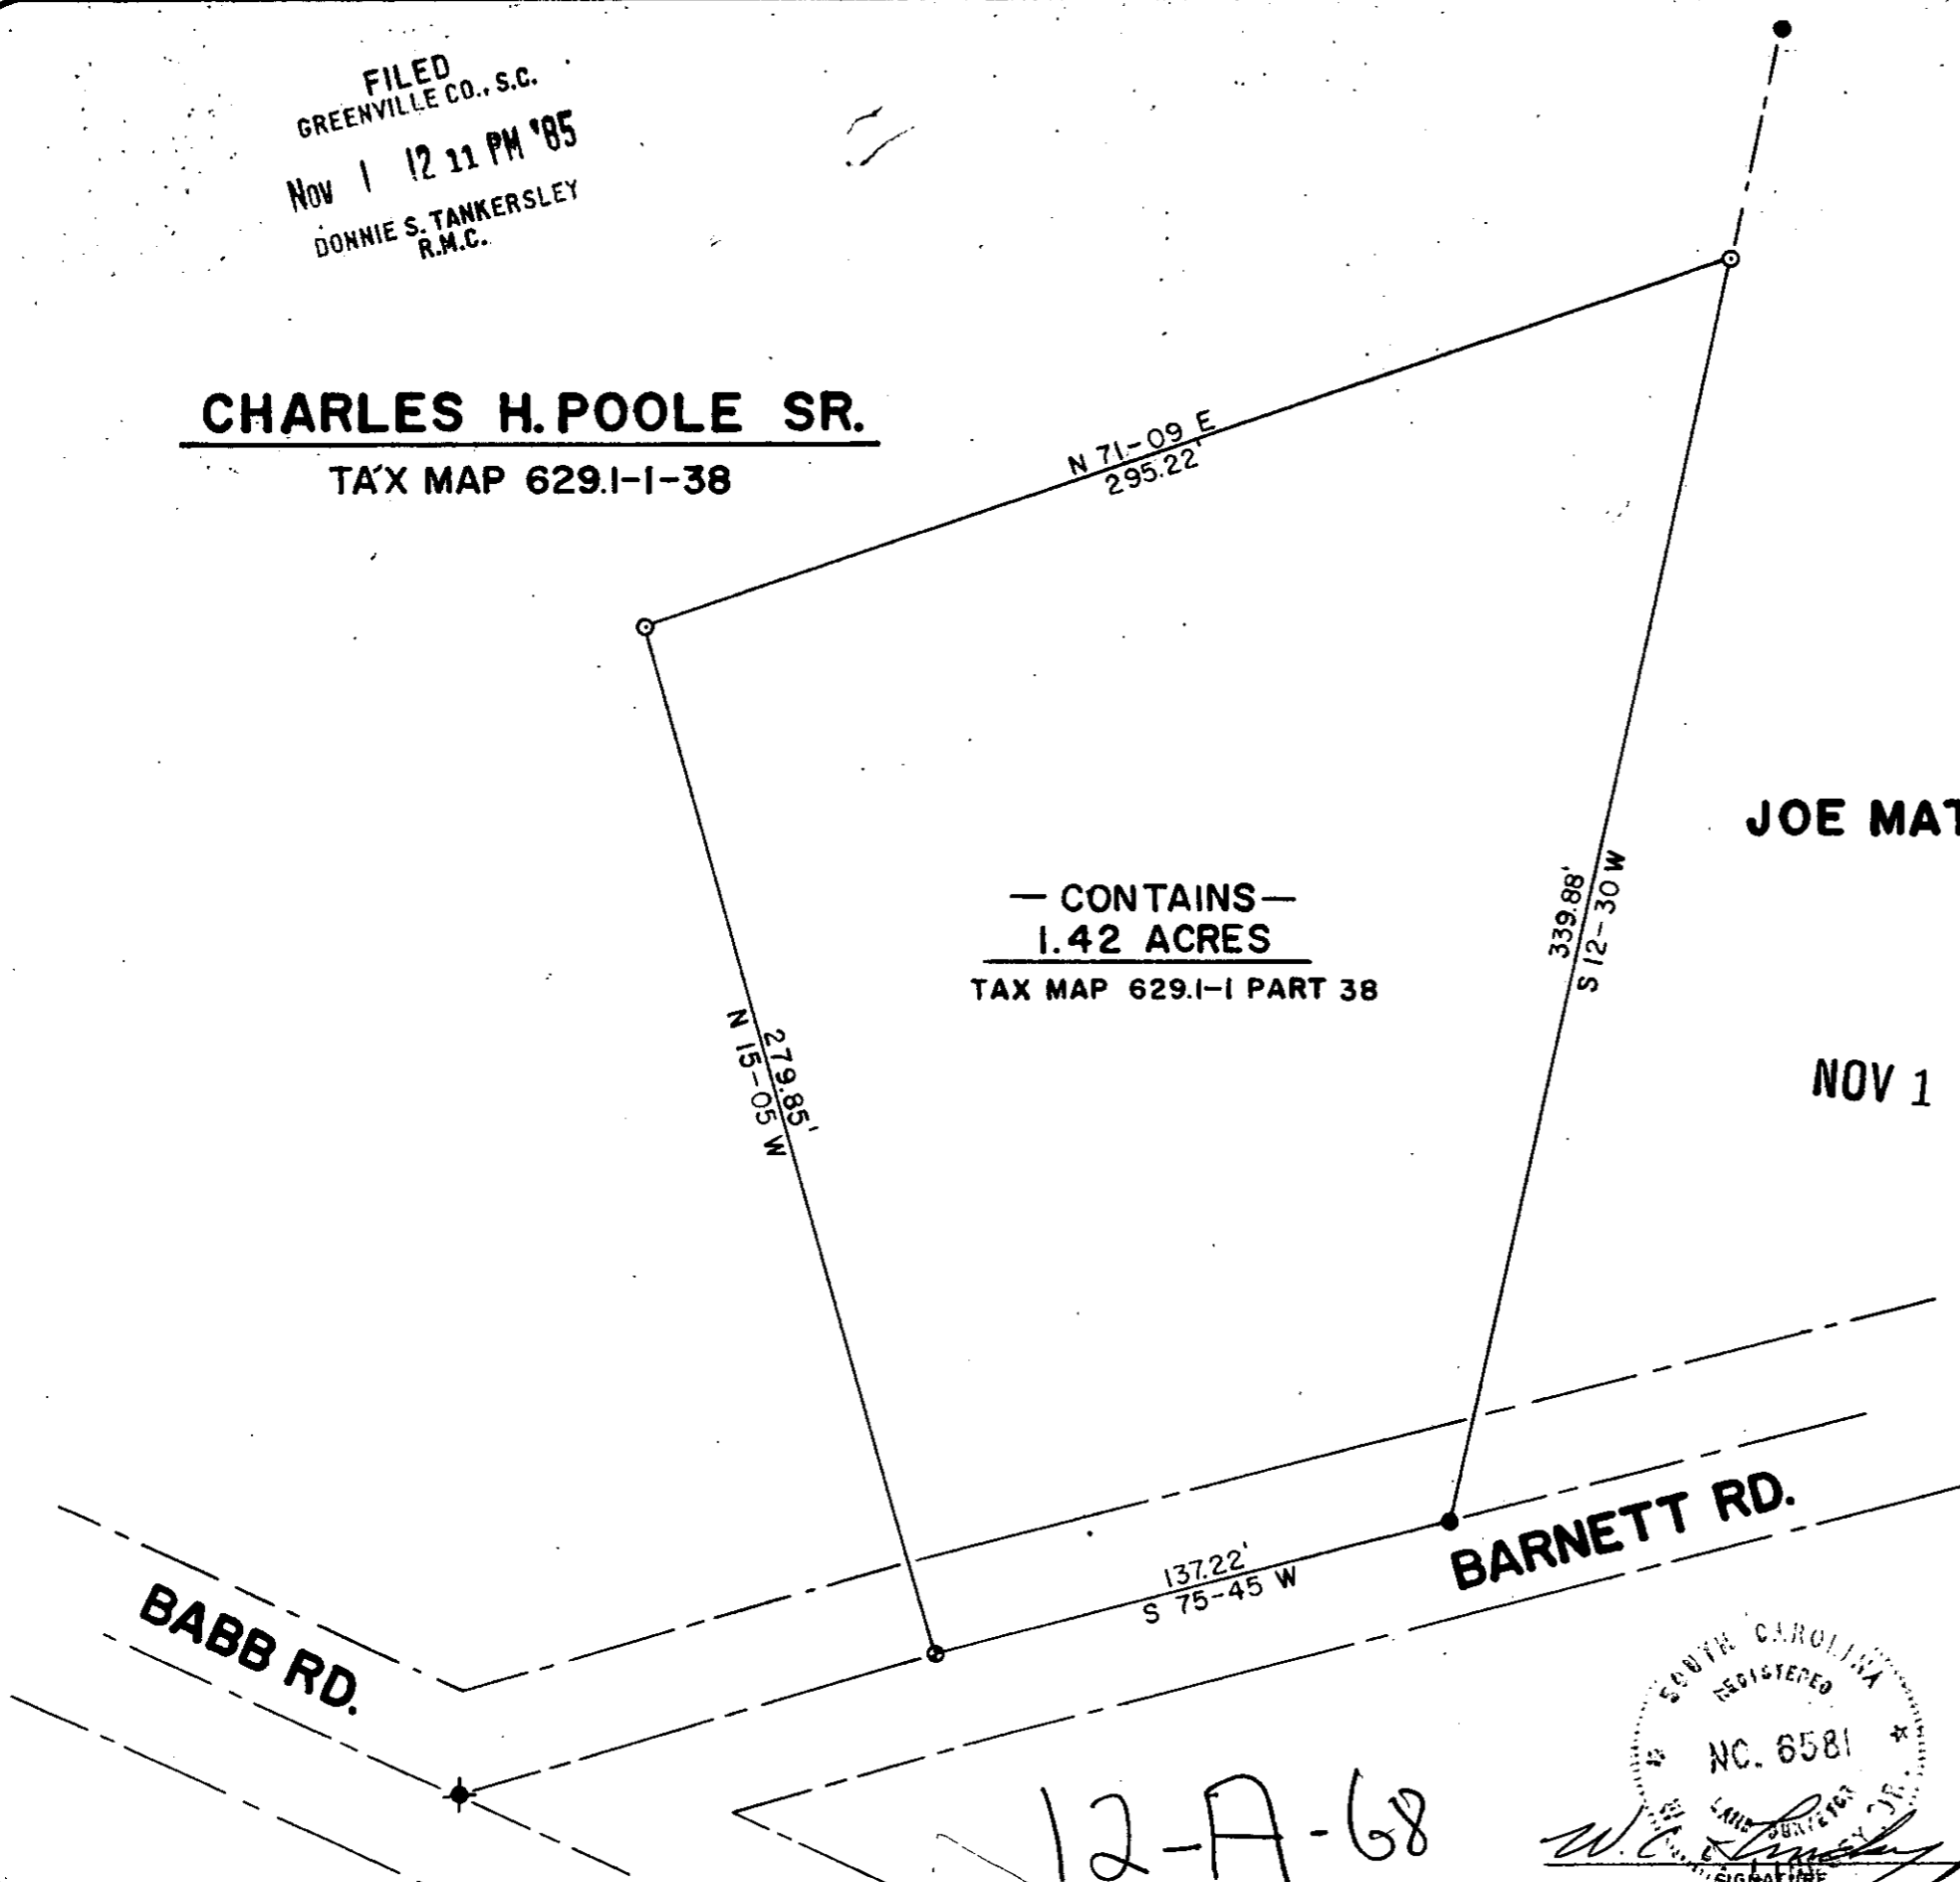 FILED
GREENVILLE CO., S.C.
NOV 1 12 11 PM '85
DONNIE S. TANKERSLEY
R.M.C.
CHARLES H. POOLE SR.
TAX MAP 629.1-1-38
N 71-09 E
295.22'
JOE MAT
339.88'
S 12-30 W
— CONTAINS —
1.42 ACRES
TAX MAP 629.1-1 PART 38
279.85'
N 15-05 W
NOV 1
137.22'
S 75-45 W
BARNETT RD.
BABB RD.
SOUTH CAROLINA
REGISTERED
NO. 6581
LAND SURVEYOR
12-A-68
W. C.
SIGNATURE